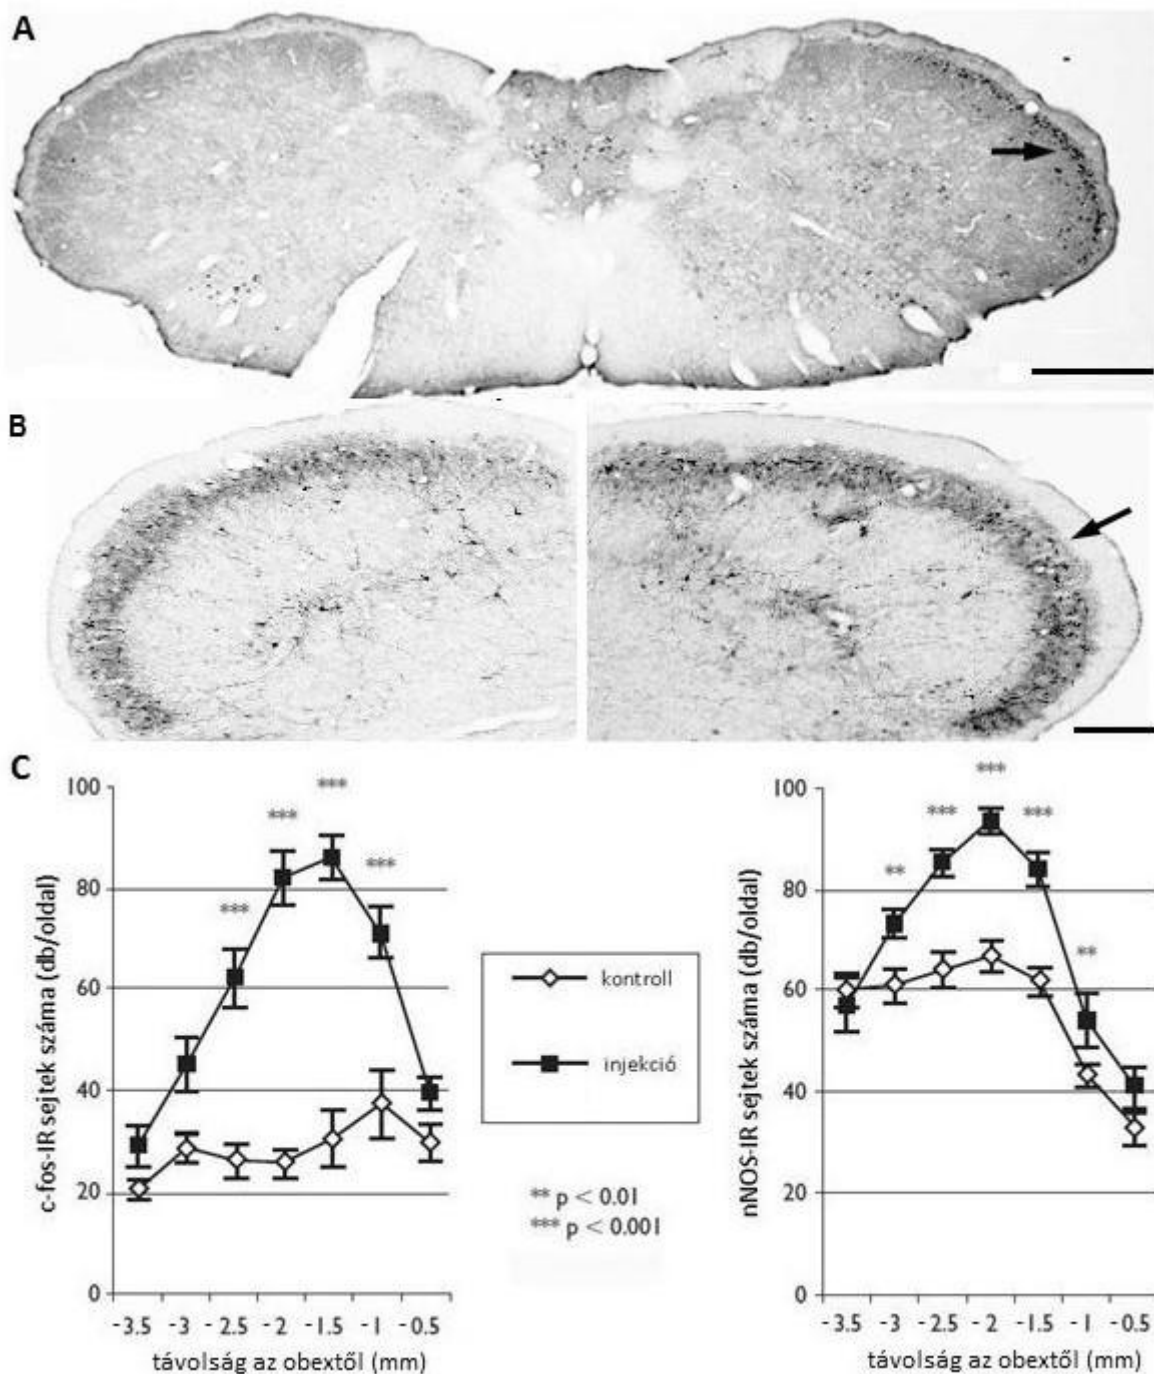 A
B
C
100
80
60
40
20
0
c-fos-IR sejtek száma (db/oldal)
***
***
***
***
-3.5 -3 -2.5 -2 -1.5 -1 -0.5
távolság az obextől (mm)
kontroll
injekció
** p < 0.01
*** p < 0.001
100
80
60
40
20
0
nNOS-IR sejtek száma (db/oldal)
**
***
***
***
**
-3.5 -3 -2.5 -2 -1.5 -1 -0.5
távolság az obextől (mm)